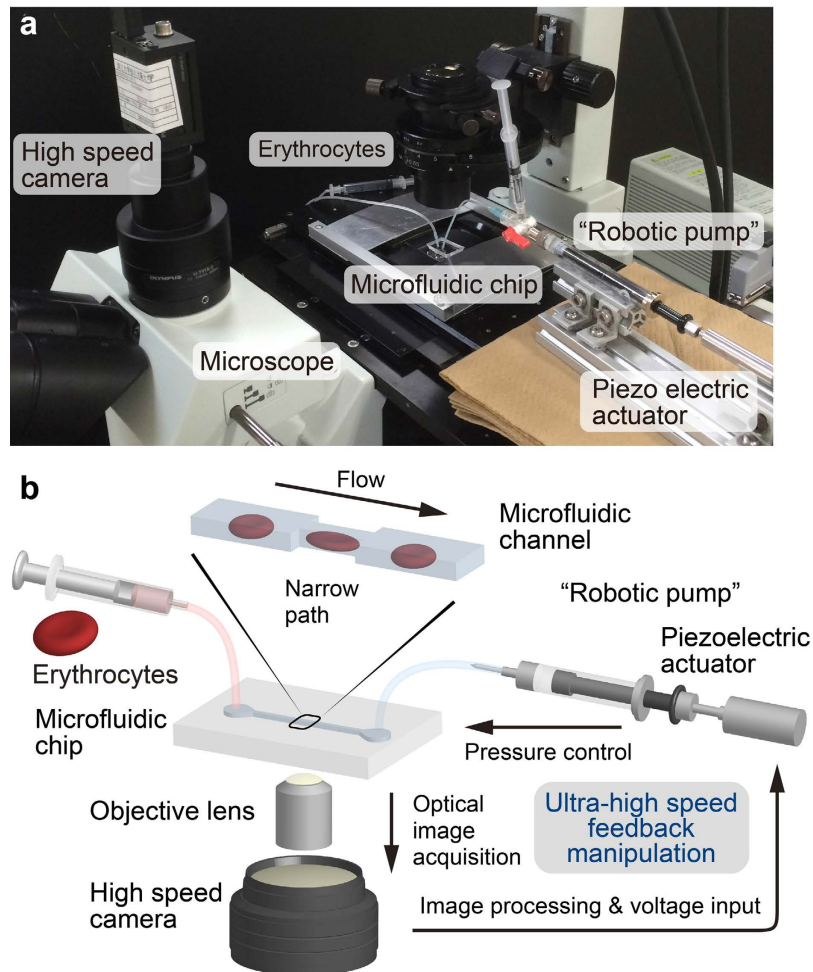 a
High speed
camera
Erythrocytes
"Robotic pump"
Microfluidic chip
Microscope
Piezo electric
actuator
OLYMPUS
b
Flow
Microfluidic
channel
Narrow
path
"Robotic pump"
Erythrocytes
Piezoelectric
actuator
Microfluidic
chip
Pressure control
Objective lens
Optical
image
acquisition
Ultra-high speed
feedback
manipulation
High speed
camera
Image processing & voltage input